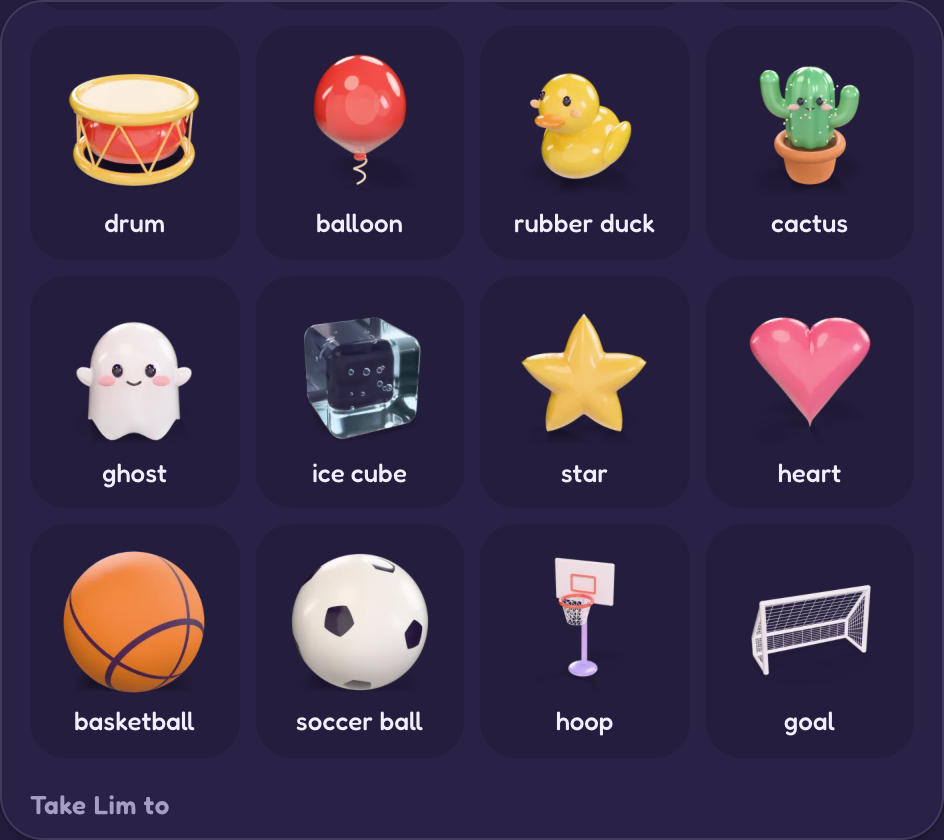 drum
balloon
rubber duck
cactus
ghost
ice cube
star
heart
basketball
soccer ball
hoop
goal
Take Lim to